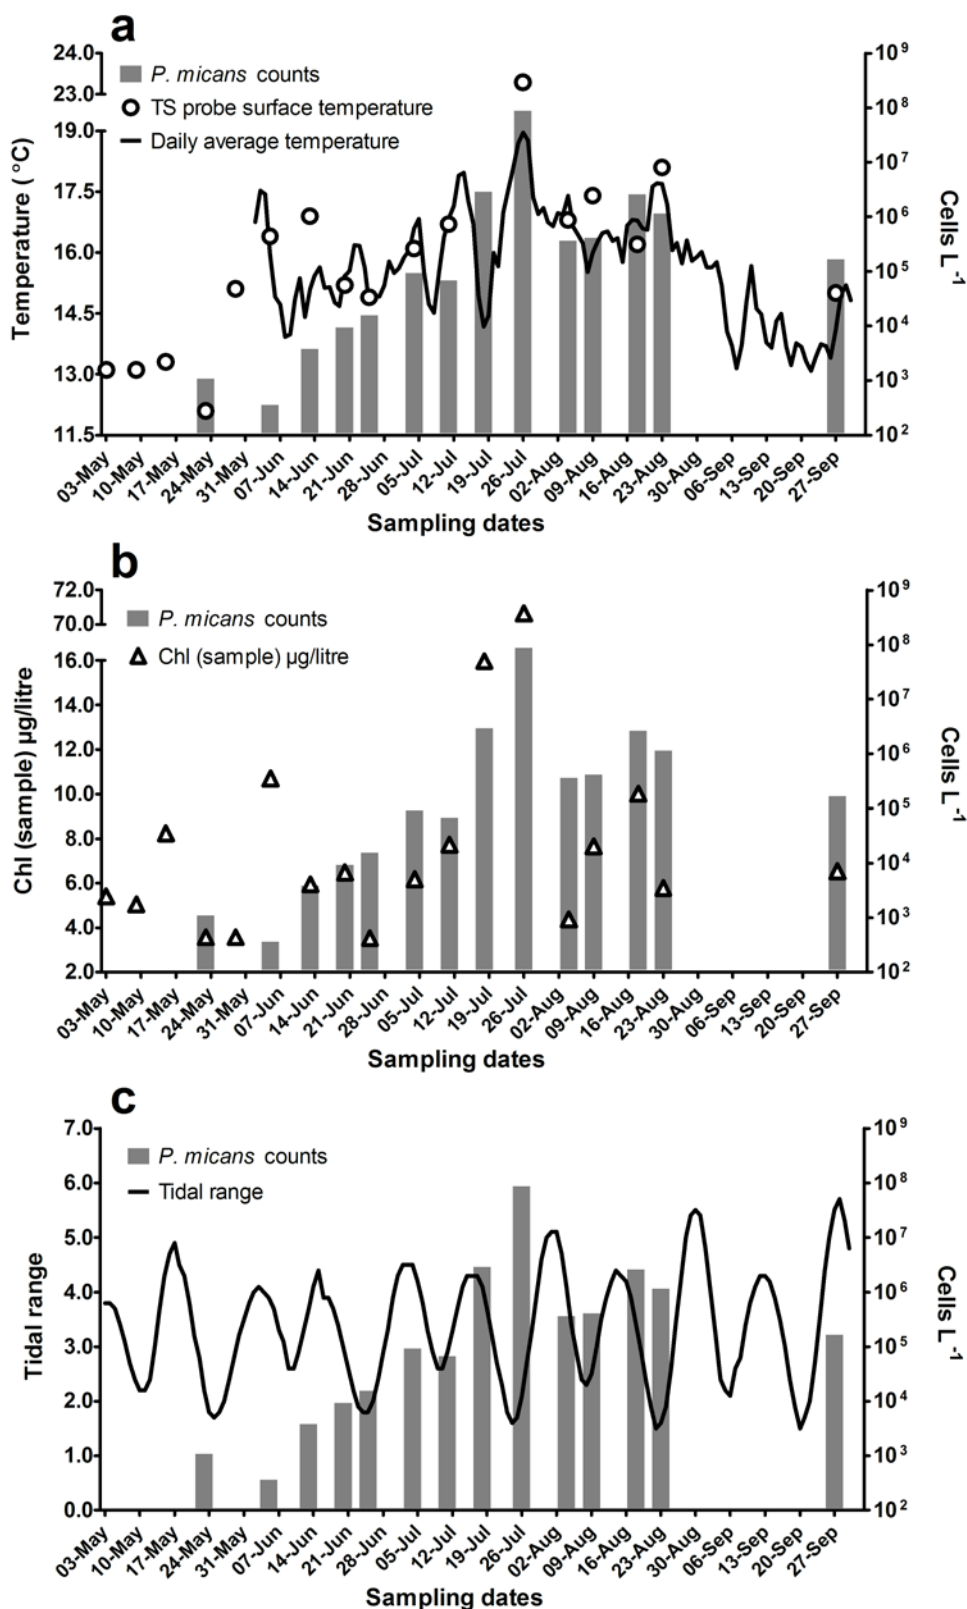 a
24.0
23.0
19.0
17.5
16.0
14.5
13.0
11.5
Temperature ( °C)
P. micans counts
TS probe surface temperature
Daily average temperature
10⁹
10⁸
10⁷
10⁶
10⁵
10⁴
10³
10²
Cells L⁻¹
03-May
10-May
17-May
24-May
31-May
07-Jun
14-Jun
21-Jun
28-Jun
05-Jul
12-Jul
19-Jul
26-Jul
02-Aug
09-Aug
16-Aug
23-Aug
30-Aug
06-Sep
13-Sep
20-Sep
27-Sep
Sampling dates
b
72.0
70.0
16.0
14.0
12.0
10.0
8.0
6.0
4.0
2.0
Chl (sample) µg/litre
P. micans counts
Chl (sample) µg/litre
10⁹
10⁸
10⁷
10⁶
10⁵
10⁴
10³
10²
Cells L⁻¹
03-May
10-May
17-May
24-May
31-May
07-Jun
14-Jun
21-Jun
28-Jun
05-Jul
12-Jul
19-Jul
26-Jul
02-Aug
09-Aug
16-Aug
23-Aug
30-Aug
06-Sep
13-Sep
20-Sep
27-Sep
Sampling dates
c
7.0
6.0
5.0
4.0
3.0
2.0
1.0
0.0
Tidal range
P. micans counts
Tidal range
10⁹
10⁸
10⁷
10⁶
10⁵
10⁴
10³
10²
Cells L⁻¹
03-May
10-May
17-May
24-May
31-May
07-Jun
14-Jun
21-Jun
28-Jun
05-Jul
12-Jul
19-Jul
26-Jul
02-Aug
09-Aug
16-Aug
23-Aug
30-Aug
06-Sep
13-Sep
20-Sep
27-Sep
Sampling dates